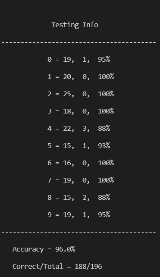 Testing Info
----------------------------------------
0 - 19, 1, 95%
1 - 20, 0, 100%
2 - 25, 0, 100%
3 - 18, 0, 100%
4 - 22, 3, 88%
5 - 15, 1, 93%
6 - 16, 0, 100%
7 - 19, 0, 100%
8 - 15, 2, 88%
9 - 19, 1, 95%
----------------------------------------
Accuracy - 96.0%
Correct/Total - 188/196